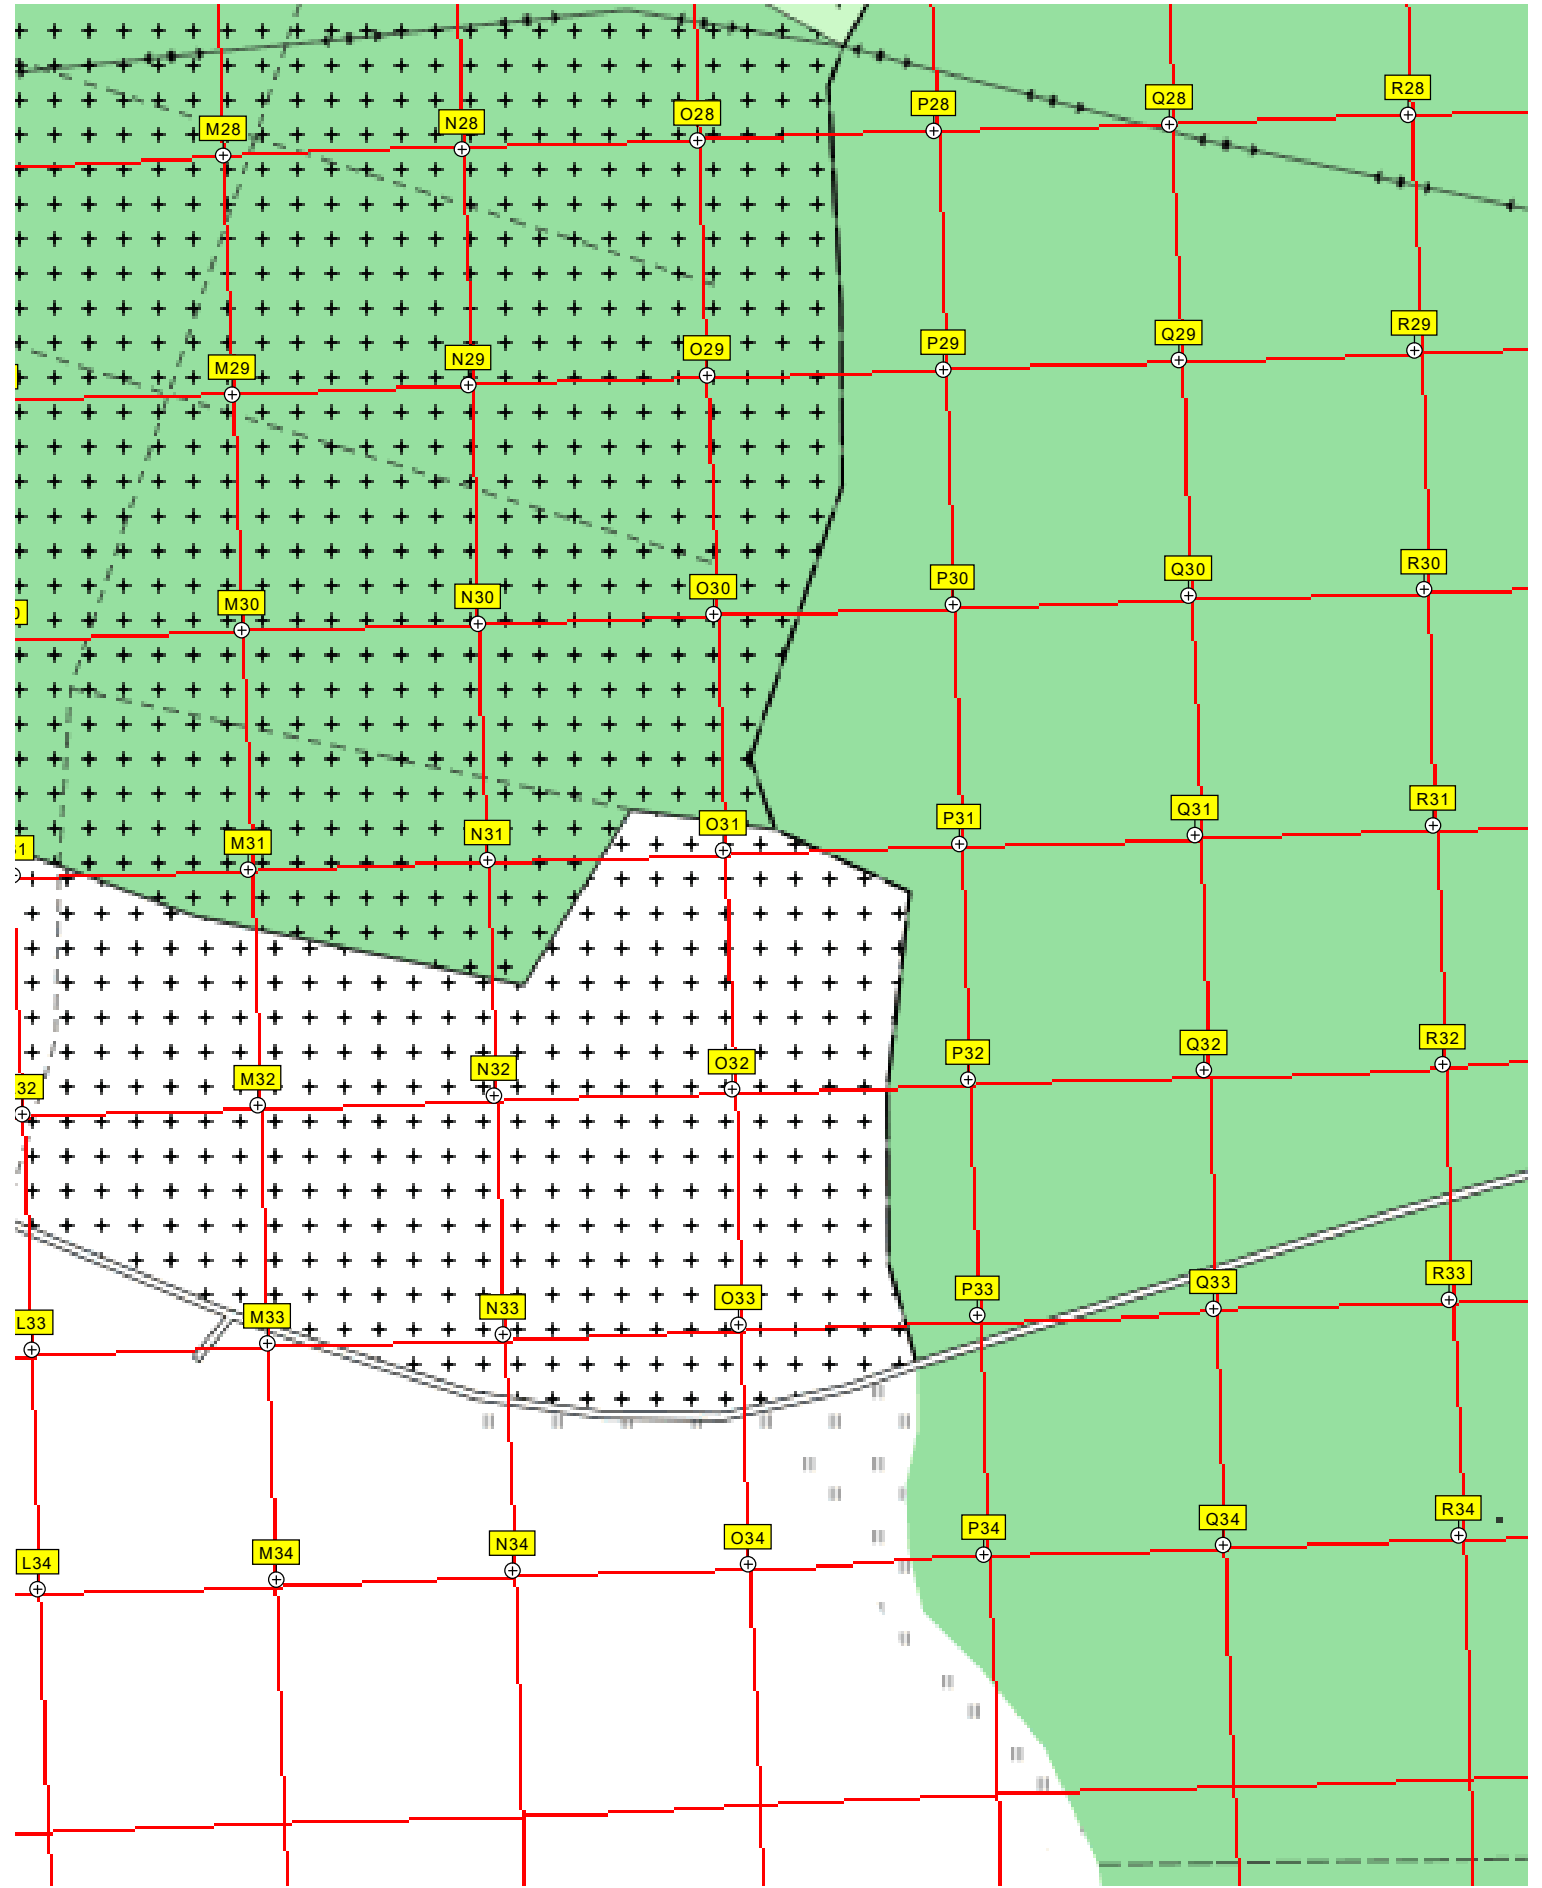 M28 N28 O28 P28 Q28 R28
M29 N29 O29 P29 Q29 R29
M30 N30 O30 P30 Q30 R30
M31 N31 O31 P31 Q31 R31
32 M32 N32 O32 P32 Q32 R32
L33 M33 N33 O33 P33 Q33 R33
L34 M34 N34 O34 P34 Q34 R34